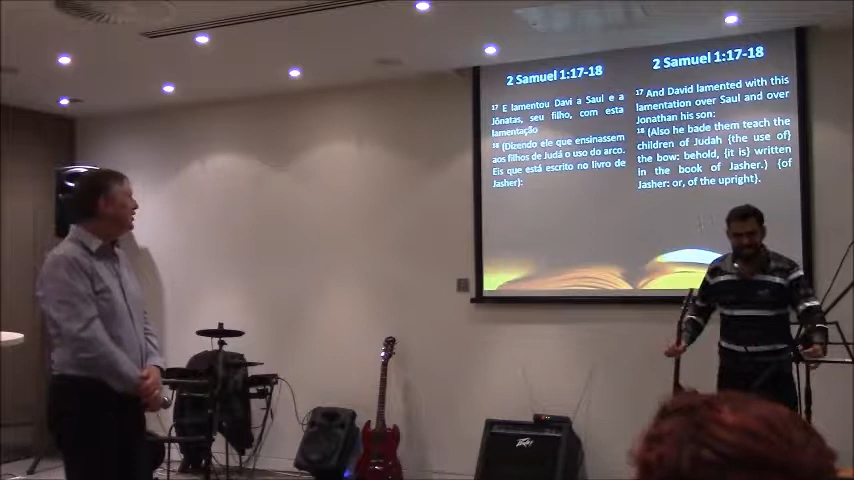 2 Samuel 1:17-18
17 E lamentou Davi a Saul e a
Jônatas, seu filho, com esta
lamentação
18 (Dizendo ele que ensinassem
aos filhos de Judá o uso do arco.
Eis que está escrito no livro de
Jasher):
2 Samuel 1:17-18
17 And David lamented with this
lamentation over Saul and over
Jonathan his son:
18 (Also he bade them teach the
children of Judah {the use of}
the bow: behold, {it is} written
in the book of Jasher.) {of
Jasher: or, of the upright}.
PEAVEY